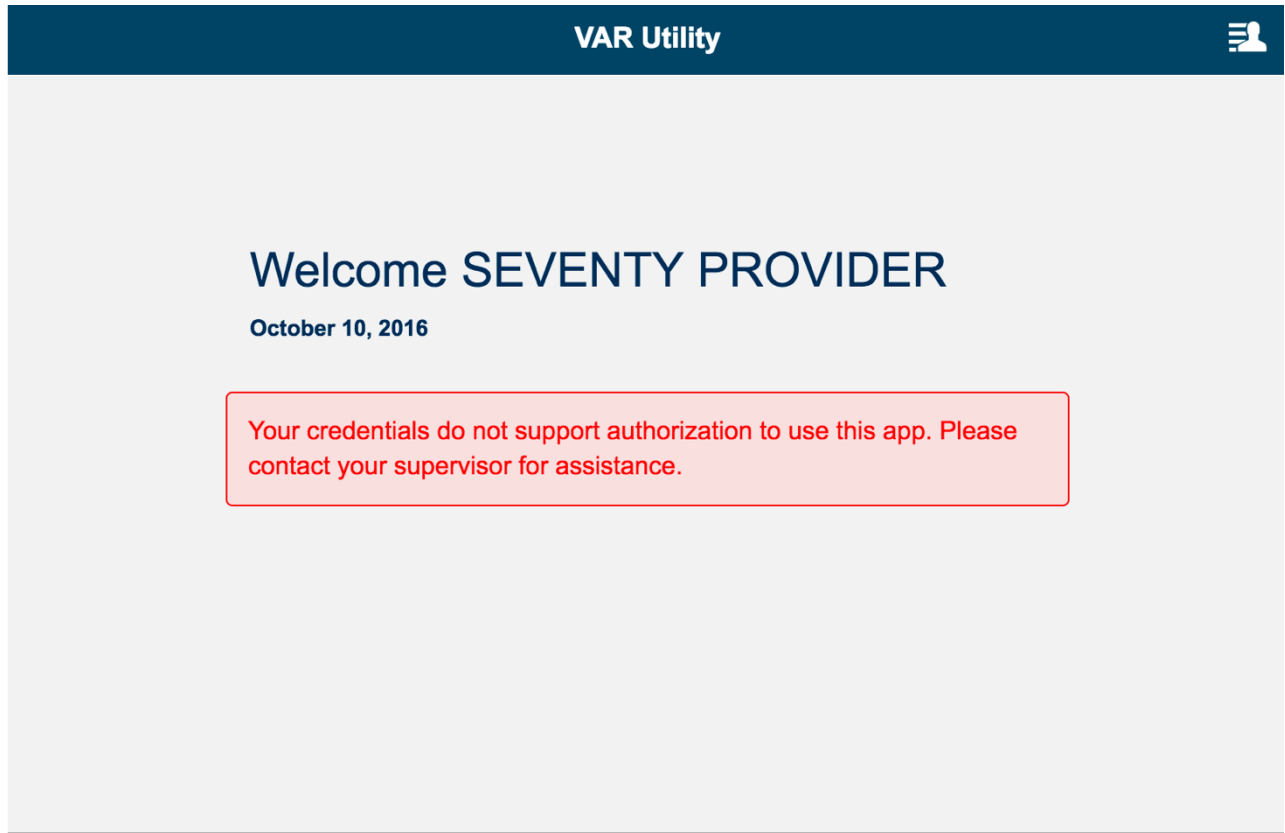 VAR Utility
Welcome SEVENTY PROVIDER
October 10, 2016
Your credentials do not support authorization to use this app. Please
contact your supervisor for assistance.